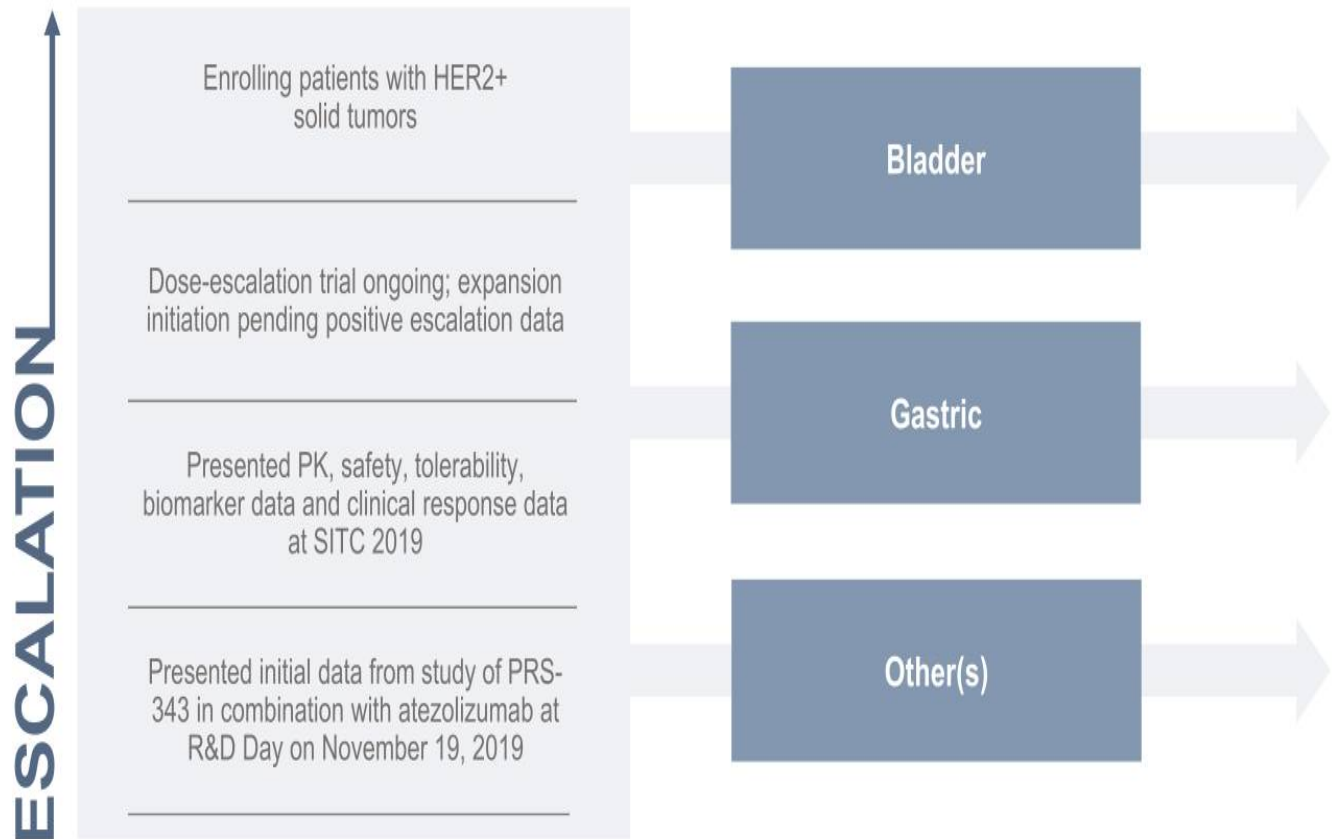 ESCALATION
Enrolling patients with HER2+
solid tumors
Dose-escalation trial ongoing; expansion
initiation pending positive escalation data
Presented PK, safety, tolerability,
biomarker data and clinical response data
at SITC 2019
Presented initial data from study of PRS-
343 in combination with atezolizumab at
R&D Day on November 19, 2019
Bladder
Gastric
Other(s)